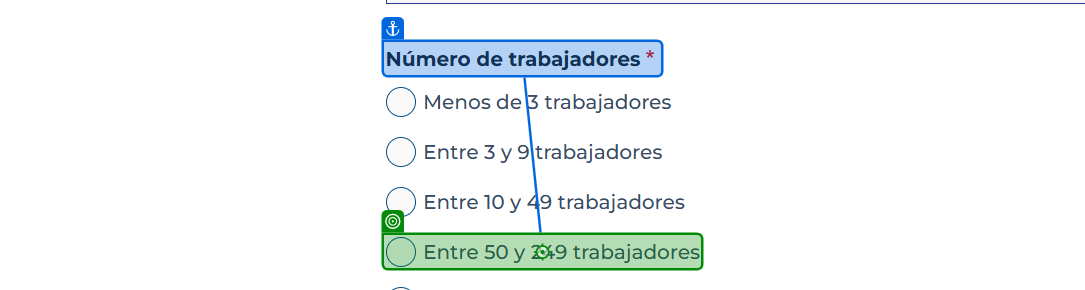 Número de trabajadores *
Menos de 3 trabajadores
Entre 3 y 9 trabajadores
Entre 10 y 49 trabajadores
Entre 50 y 249 trabajadores